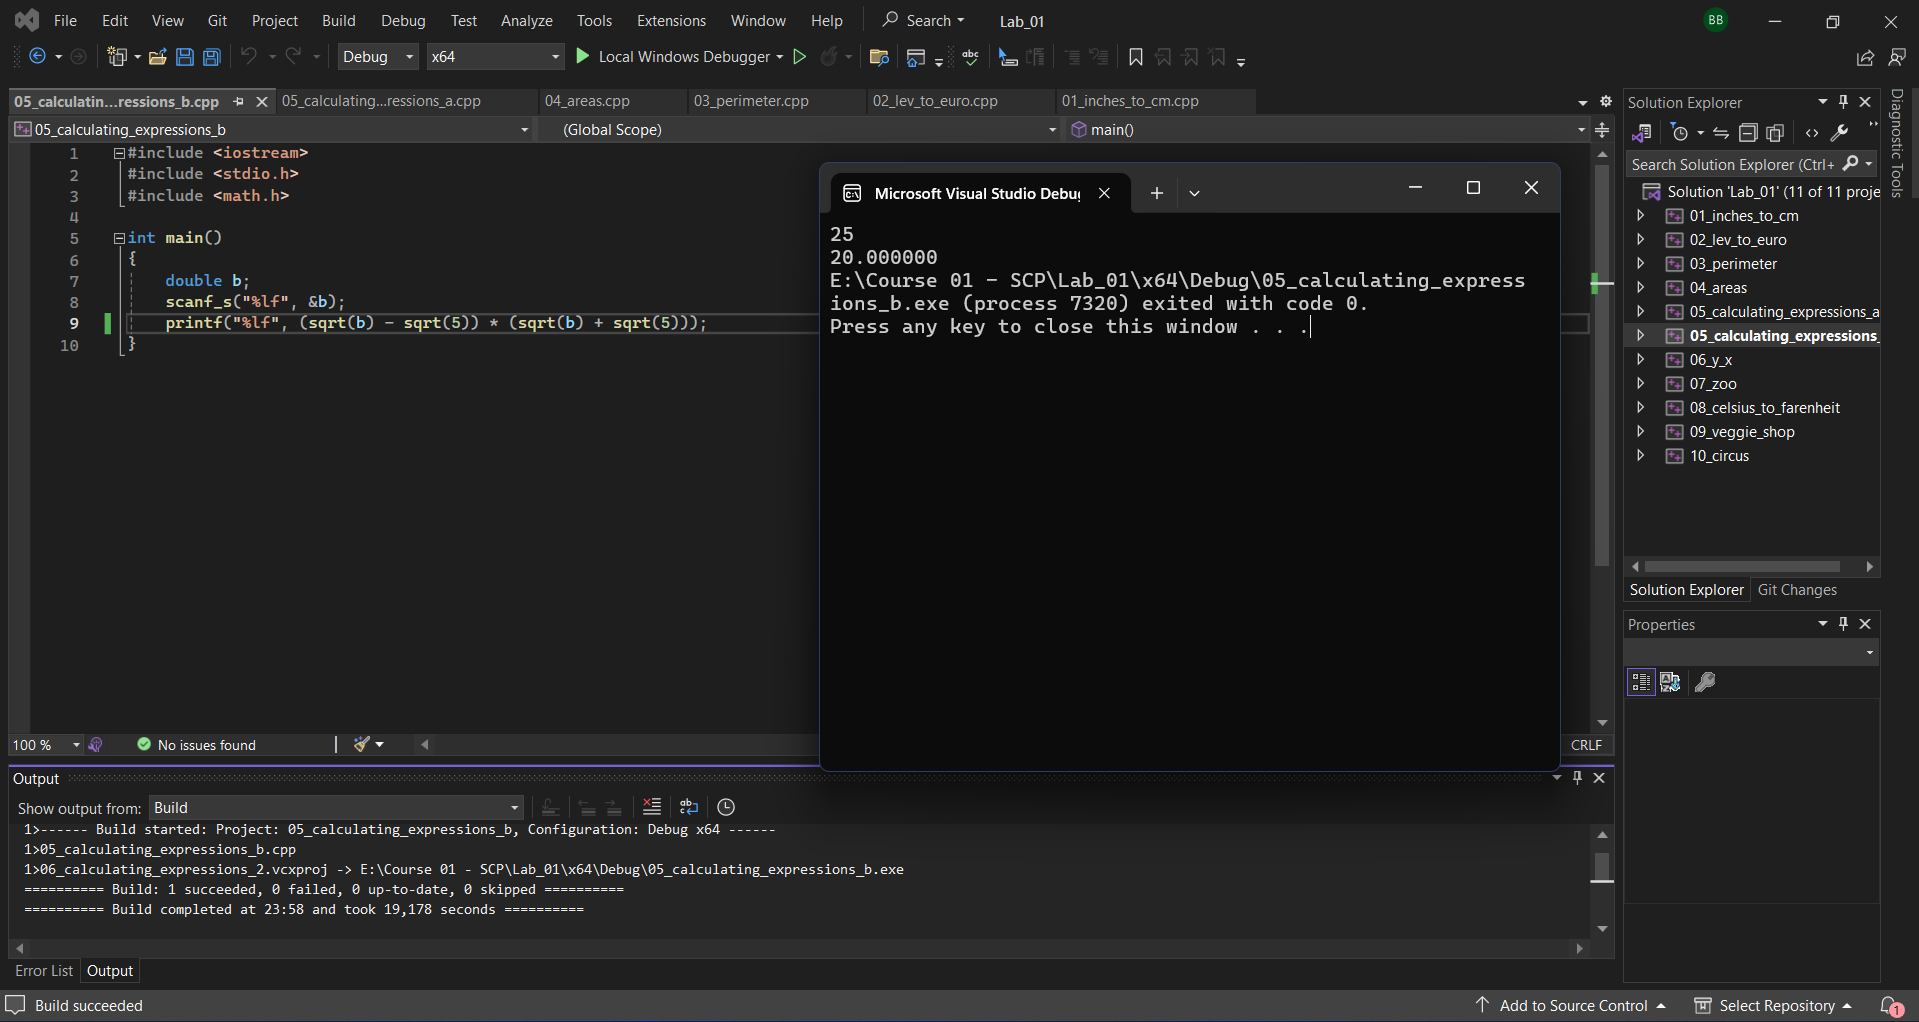 File Edit View Git Project Build Debug Test Analyze Tools Extensions Window Help Search Lab_01 BB
Debug x64 Local Windows Debugger abc
05_calculatin...ressions_b.cpp 05_calculating...ressions_a.cpp 04_areas.cpp 03_perimeter.cpp 02_lev_to_euro.cpp 01_inches_to_cm.cpp
05_calculating_expressions_b (Global Scope) main()
1 #include <iostream>
2 #include <stdio.h>
3 #include <math.h>
4
5 int main()
6 {
7 double b;
8 scanf_s("%lf", &b);
9 printf("%lf", (sqrt(b) - sqrt(5)) * (sqrt(b) + sqrt(5)));
10 }
Microsoft Visual Studio Debu
25
20.000000
E:\Course 01 - SCP\Lab_01\x64\Debug\05_calculating_express
ions_b.exe (process 7320) exited with code 0.
Press any key to close this window . . .
Solution Explorer
Search Solution Explorer (Ctrl+
Solution 'Lab_01' (11 of 11 proje
01_inches_to_cm
02_lev_to_euro
03_perimeter
04_areas
05_calculating_expressions_a
05_calculating_expressions_
06_y_x
07_zoo
08_celsius_to_farenheit
09_veggie_shop
10_circus
Solution Explorer Git Changes
Properties
Diagnostic Tools
100 % No issues found CRLF
Output
Show output from: Build
1>------ Build started: Project: 05_calculating_expressions_b, Configuration: Debug x64 ------
1>05_calculating_expressions_b.cpp
1>06_calculating_expressions_2.vcxproj -> E:\Course 01 - SCP\Lab_01\x64\Debug\05_calculating_expressions_b.exe
========== Build: 1 succeeded, 0 failed, 0 up-to-date, 0 skipped ==========
========== Build completed at 23:58 and took 19,178 seconds ==========
Error List Output
Build succeeded Add to Source Control Select Repository 1